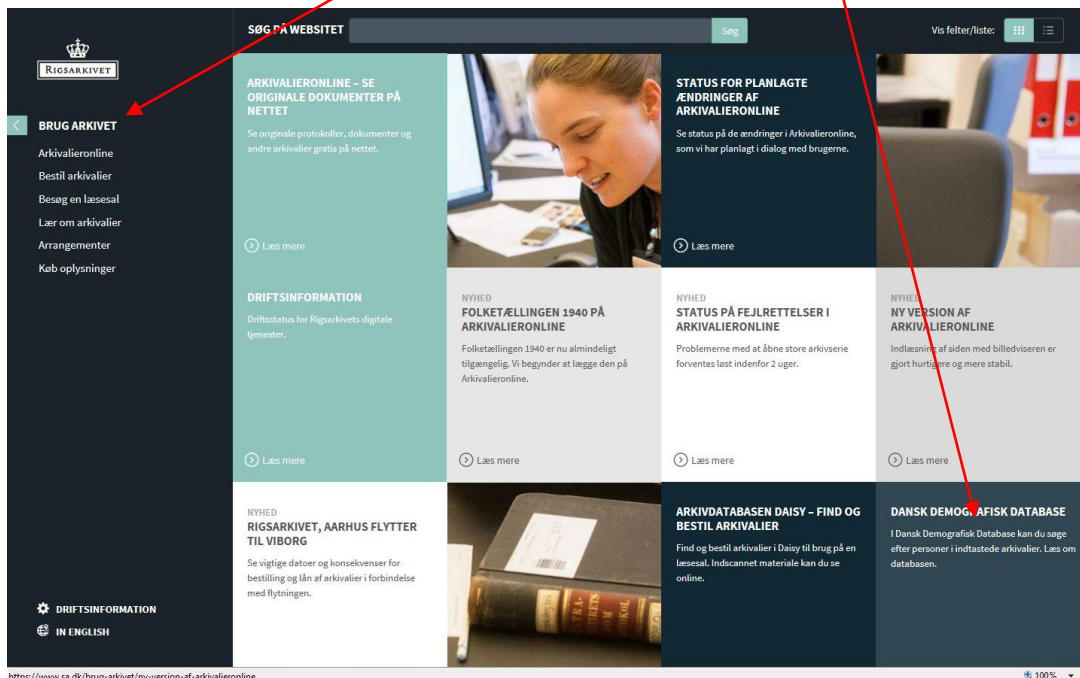 RIGSARKIVET
BRUG ARKIVET
Arkivalieronline
Bestil arkivalier
Besøg en læsesal
Lær om arkivalier
Arrangementer
Køb oplysninger
DRIFTSINFORMATION
IN ENGLISH
SØG PÅ WEBSITET
Søg
Vis felter/liste:
ARKIVALIERONLINE – SE
ORIGINALE DOKUMENTER PÅ
NETTET
Se originale protokoller, dokumenter og
andre arkivalier gratis på nettet.
Læs mere
STATUS FOR PLANLAGTE
ÆNDRINGER AF
ARKIVALIERONLINE
Se status på de ændringer i Arkivalieronline,
som vi har planlagt i dialog med brugerne.
Læs mere
DRIFTSINFORMATION
Driftsstatus for Rigsarkivets digitale
tjenester.
Læs mere
NYHED
FOLKETÆLLINGEN 1940 PÅ
ARKIVALIERONLINE
Folketællingen 1940 er nu almindeligt
tilgængelig. Vi begynder at lægge den på
Arkivalieronline.
Læs mere
NYHED
STATUS PÅ FEJLRETTELSER I
ARKIVALIERONLINE
Problemerne med at åbne store arkivserie
forventes løst indenfor 2 uger.
Læs mere
NYHED
NY VERSION AF
ARKIVALIERONLINE
Indlæsning af siden med billedviseren er
gjort hurtigere og mere stabil.
Læs mere
NYHED
RIGSARKIVET, AARHUS FLYTTER
TIL VIBORG
Se vigtige datoer og konsekvenser for
bestilling og lån af arkivalier i forbindelse
med flytningen.
ARKIVDATABASEN DAISY – FIND OG
BESTIL ARKIVALIER
Find og bestil arkivalier i Daisy til brug på en
læsesal. Indscannet materiale kan du se
online.
DANSK DEMOGRAFISK DATABASE
I Dansk Demografisk Database kan du søge
efter personer i indtastede arkivalier. Læs om
databasen.
https://www.sa.dk/brug-arkivet/ny-version-af-arkivalieronline
100%